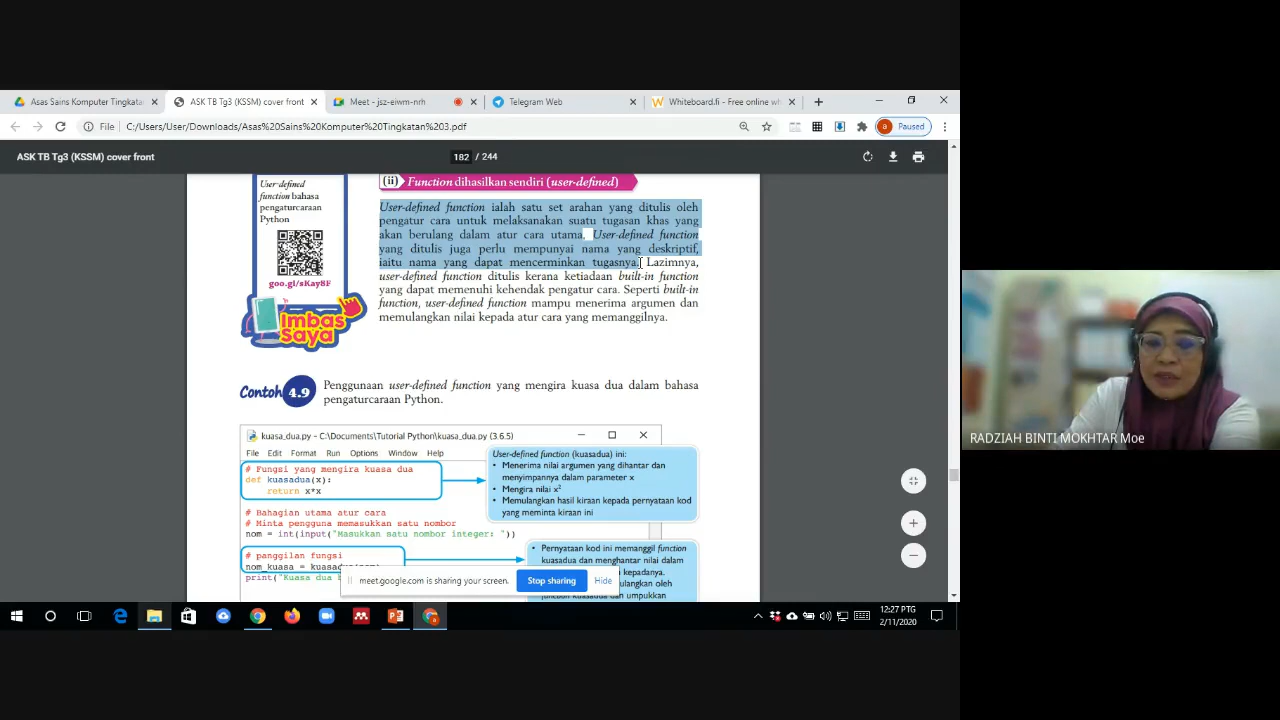 Asas Sains Komputer Tingkata
ASK TB Tg3 (KSSM) cover front
Meet - jsz-eiwm-nrh
Telegram Web
Whiteboard.fi - Free online wh
File
C:/Users/User/Downloads/Asas%20Sains%20Komputer%20Tingkatan%203.pdf
Paused
ASK TB Tg3 (KSSM) cover front
182 / 244
User-defined
function bahasa
pengaturcaraan
Python
goo.gl/sKay8F
Imbas
Saya
(ii) Function dihasilkan sendiri (user-defined)
User-defined function ialah satu set arahan yang ditulis oleh
pengatur cara untuk melaksanakan suatu tugasan khas yang
akan berulang dalam atur cara utama. User-defined function
yang ditulis juga perlu mempunyai nama yang deskriptif,
iaitu nama yang dapat mencerminkan tugasnya. Lazimnya,
user-defined function ditulis kerana ketiadaan built-in function
yang dapat memenuhi kehendak pengatur cara. Seperti built-in
function, user-defined function mampu menerima argumen dan
memulangkan nilai kepada atur cara yang memanggilnya.
Contoh 4.9
Penggunaan user-defined function yang mengira kuasa dua dalam bahasa
pengaturcaraan Python.
kuasa_dua.py - C:\Documents\Tutorial Python\kuasa_dua.py (3.6.5)
File Edit Format Run Options Window Help
# Fungsi yang mengira kuasa dua
def kuasadua(x):
return x*x
# Bahagian utama atur cara
# Minta pengguna memasukkan satu nombor
nom = int(input("Masukkan satu nombor integer: "))
# panggilan fungsi
nom_kuasa =
print("Kuasa dua
User-defined function (kuasadua) ini:
• Menerima nilai argumen yang dihantar dan
menyimpannya dalam parameter x
• Mengira nilai x²
• Memulangkan hasil kiraan kepada pernyataan kod
yang meminta kiraan ini
• Pernyataan kod ini memanggil function
kuasadua dan menghantar nilai dalam
kepadanya.
oleh
function kuasadua dan umpukkan
meet.google.com is sharing your screen.
Stop sharing
Hide
RADZIAH BINTI MOKHTAR Moe
12:27 PTG
2/11/2020